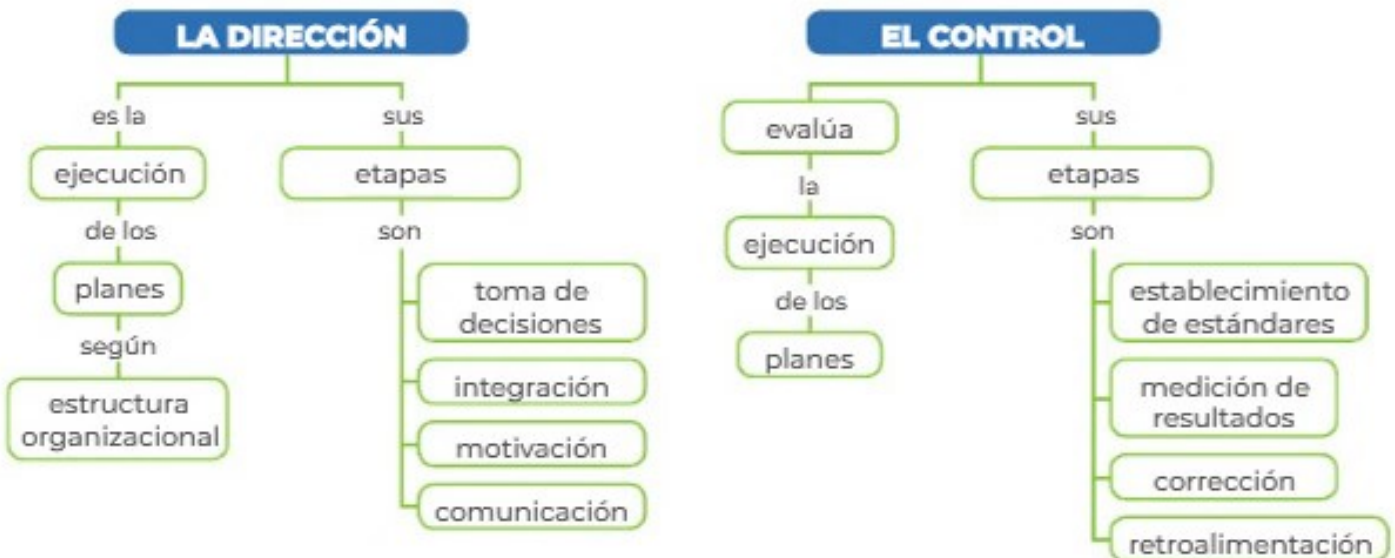 LA DIRECCIÓN
es la
ejecución
de los
planes
según
estructura
organizacional
sus
etapas
son
toma de
decisiones
integración
motivación
comunicación
EL CONTROL
evalúa
la
ejecución
de los
planes
sus
etapas
son
establecimiento
de estándares
medición de
resultados
corrección
retroalimentación